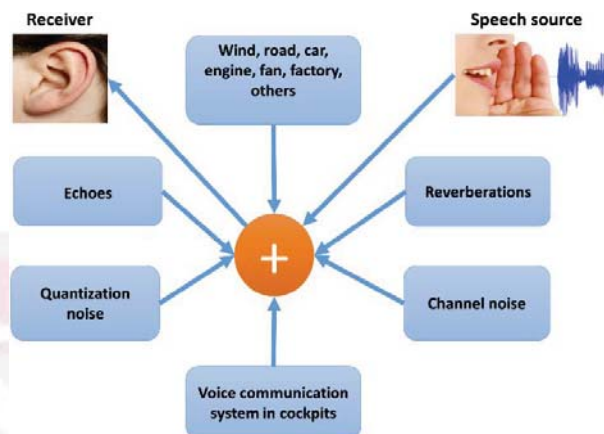 Receiver
Speech source
Wind, road, car,
engine, fan, factory,
others
Echoes
Reverberations
+
Quantization
noise
Channel noise
Voice communication
system in cockpits